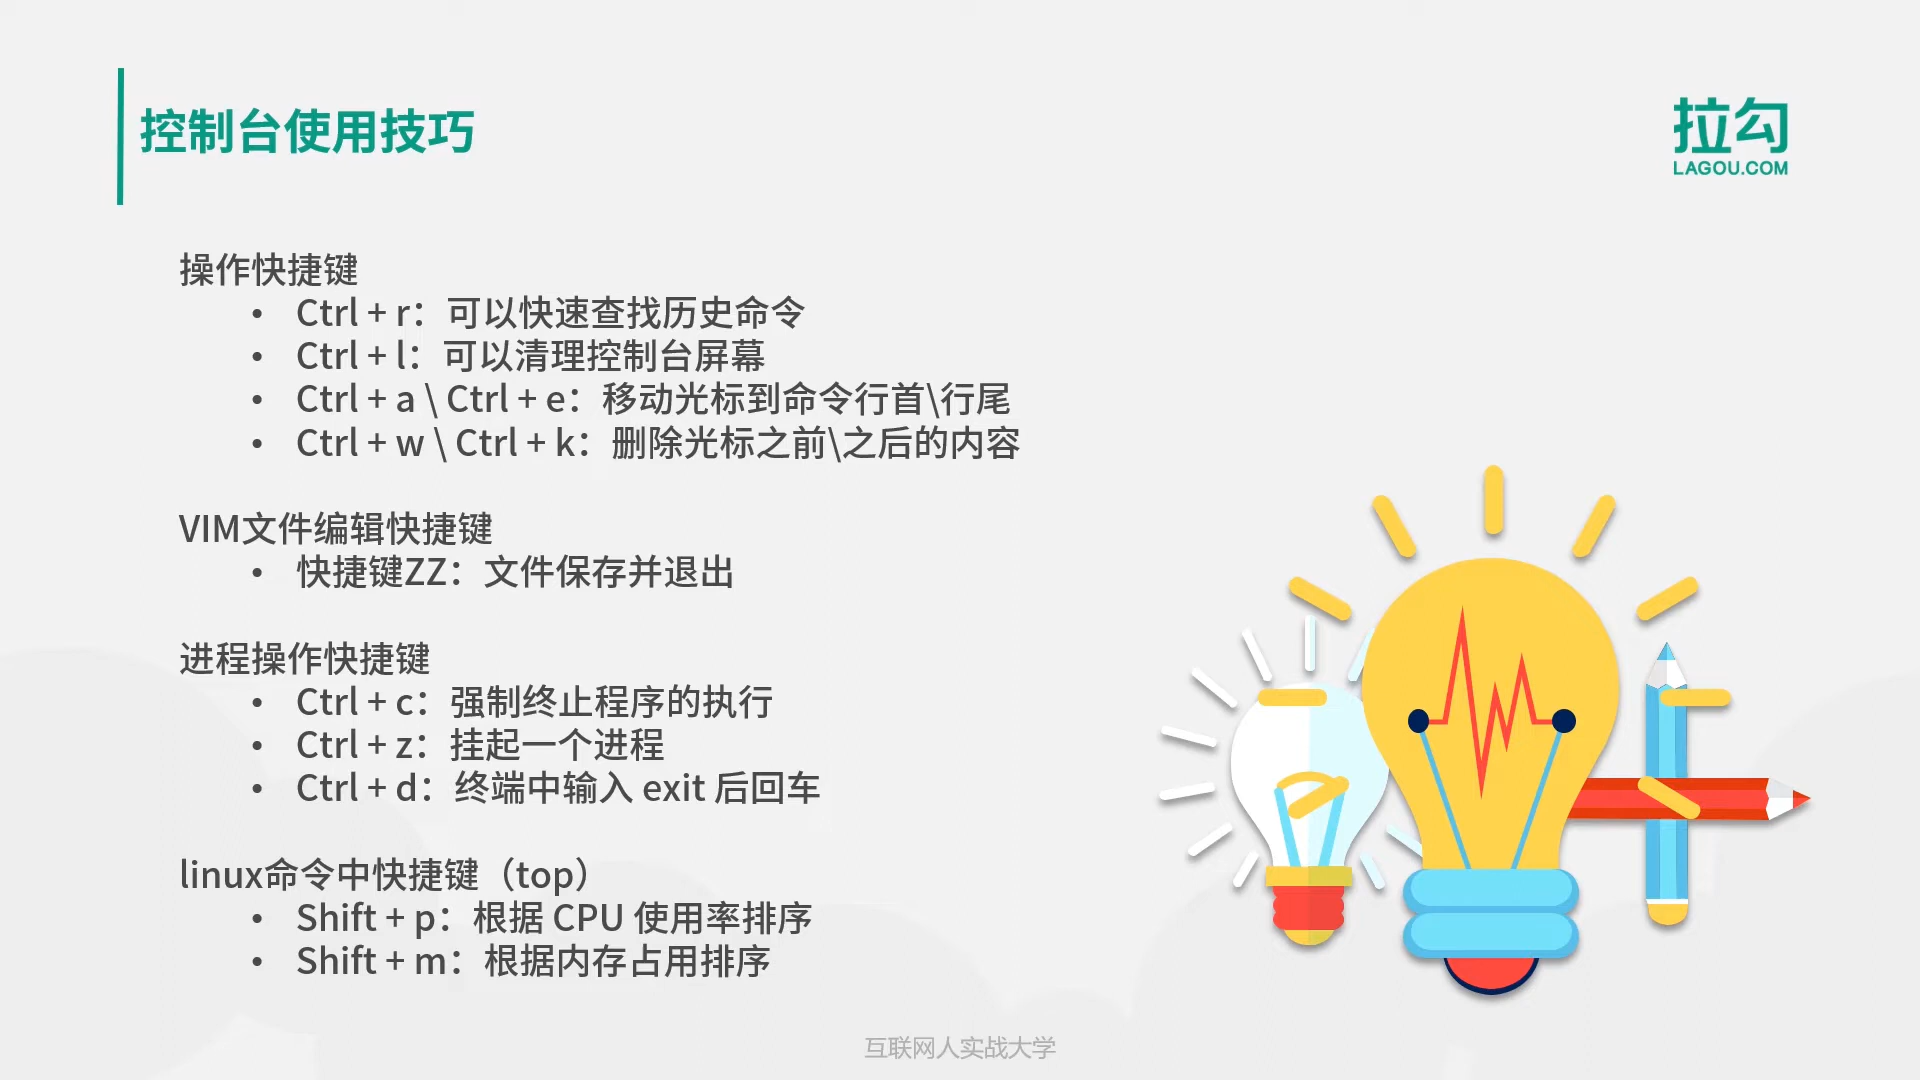 控制台使用技巧
拉勾
LAGOU.COM
操作快捷键
• Ctrl + r：可以快速查找历史命令
• Ctrl + l：可以清理控制台屏幕
• Ctrl + a \ Ctrl + e：移动光标到命令行首\行尾
• Ctrl + w \ Ctrl + k：删除光标之前\之后的内容
VIM文件编辑快捷键
• 快捷键ZZ：文件保存并退出
进程操作快捷键
• Ctrl + c：强制终止程序的执行
• Ctrl + z：挂起一个进程
• Ctrl + d：终端中输入 exit 后回车
linux命令中快捷键（top）
• Shift + p：根据 CPU 使用率排序
• Shift + m：根据内存占用排序
互联网人实战大学